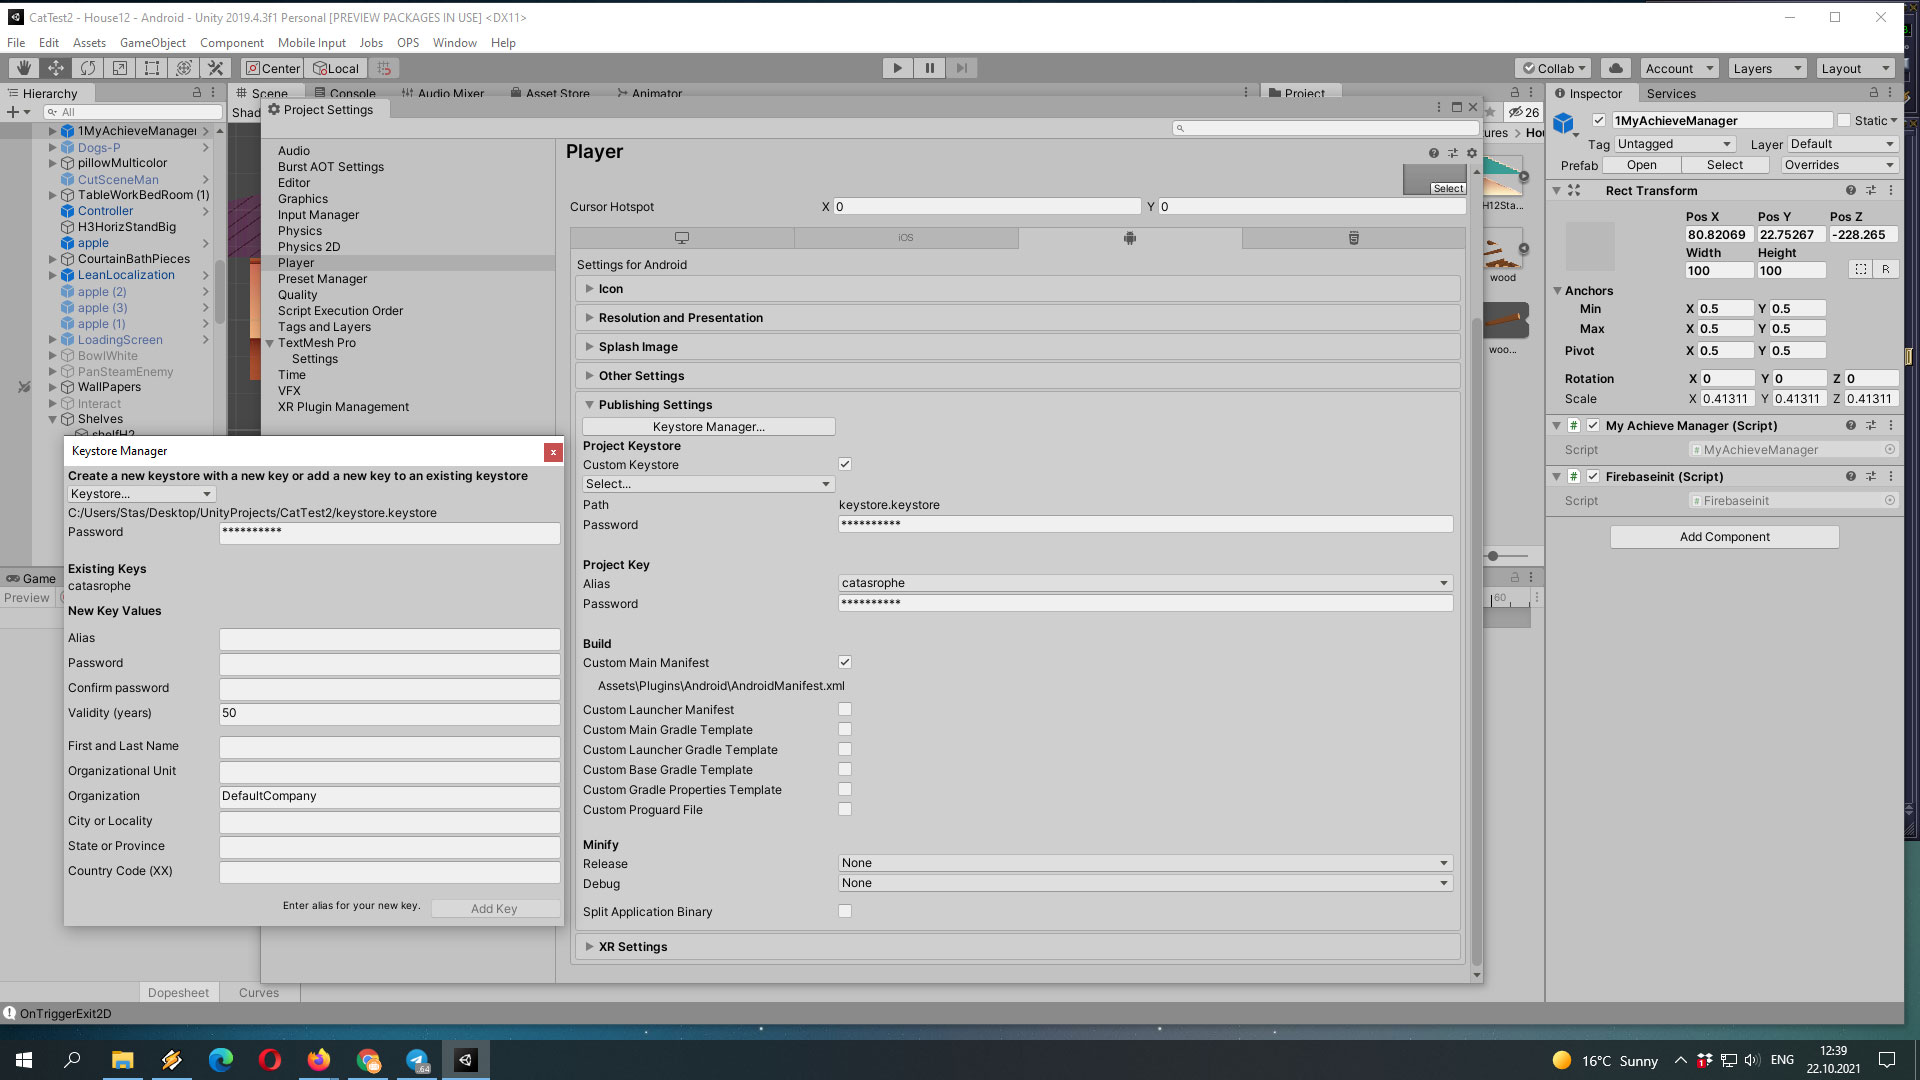 CatTest2 - House12 - Android - Unity 2019.4.3f1 Personal [PREVIEW PACKAGES IN USE] <DX11>
File Edit Assets GameObject Component Mobile Input Jobs OPS Window Help
Center Local Collab Account Layers Layout
Hierarchy
All
1MyAchieveManager
Dogs-P
pillowMulticolor
CutSceneMan
TableWorkBedRoom (1)
Controller
H3HorizStandBig
apple
CourtainBathPieces
LeanLocalization
apple (2)
apple (3)
apple (1)
LoadingScreen
BowlWhite
PanSteamEnemy
WallPapers
Interact
Shelves
shelfH2
Scene Console Audio Mixer Asset Store Animator Project
Shad
26
tures > Hou
H12Sta...
wood
woo...
60
Project Settings
Audio
Burst AOT Settings
Editor
Graphics
Input Manager
Physics
Physics 2D
Player
Preset Manager
Quality
Script Execution Order
Tags and Layers
TextMesh Pro
Settings
Time
VFX
XR Plugin Management
Player
Select
Cursor Hotspot X 0 Y 0
iOS
Settings for Android
Icon
Resolution and Presentation
Splash Image
Other Settings
Publishing Settings
Keystore Manager...
Project Keystore
Custom Keystore
Select...
Path keystore.keystore
Password **********
Project Key
Alias catasrophe
Password **********
Build
Custom Main Manifest
Assets\Plugins\Android\AndroidManifest.xml
Custom Launcher Manifest
Custom Main Gradle Template
Custom Launcher Gradle Template
Custom Base Gradle Template
Custom Gradle Properties Template
Custom Proguard File
Minify
Release None
Debug None
Split Application Binary
XR Settings
Keystore Manager
x
Create a new keystore with a new key or add a new key to an existing keystore
Keystore...
C:/Users/Stas/Desktop/UnityProjects/CatTest2/keystore.keystore
Password **********
Existing Keys
catasrophe
New Key Values
Alias
Password
Confirm password
Validity (years) 50
First and Last Name
Organizational Unit
Organization DefaultCompany
City or Locality
State or Province
Country Code (XX)
Enter alias for your new key. Add Key
Game
Preview
Dopesheet Curves
OnTriggerExit2D
Inspector Services
1MyAchieveManager Static
Tag Untagged Layer Default
Prefab Open Select Overrides
Rect Transform
Pos X Pos Y Pos Z
80.82069 22.75267 -228.265
Width Height
100 100
R
Anchors
Min X 0.5 Y 0.5
Max X 0.5 Y 0.5
Pivot X 0.5 Y 0.5
Rotation X 0 Y 0 Z 0
Scale X 0.41311 Y 0.41311 Z 0.41311
My Achieve Manager (Script)
Script MyAchieveManager
Firebaseinit (Script)
Script Firebaseinit
Add Component
64
16°C Sunny
ENG
12:39
22.10.2021